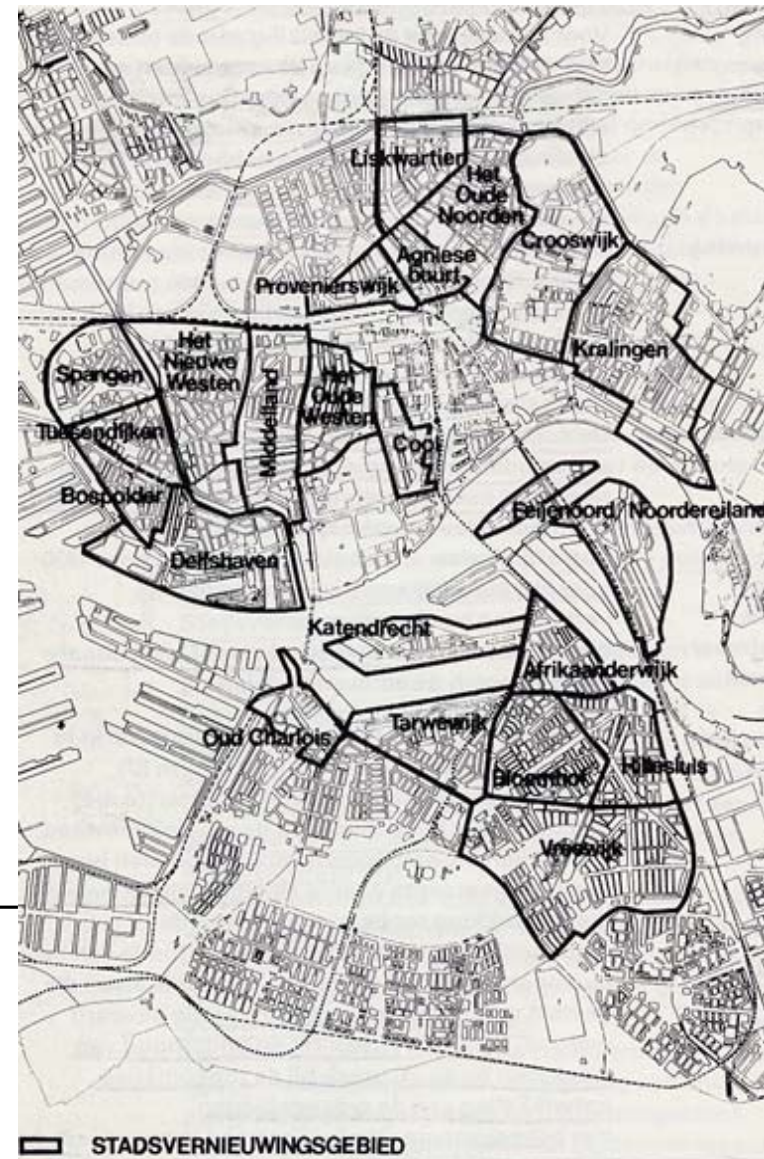 Liskwartier
Het
Oude
Noorden
Crooswijk
Agniese
buurt
Provenierswijk
Kralingen
Het
Nieuwe
Westen
Spangen
Middelland
Het
Oude
Westen
Tussendijken
Cool
Bospolder
Feijenoord/Noordereiland
Delfshaven
Katendrecht
Afrikaanderwijk
Oud Charlois
Tarwewijk
Bloemhof
Hillesluis
Vreewijk
STADSVERNIEUWINGSGEBIED